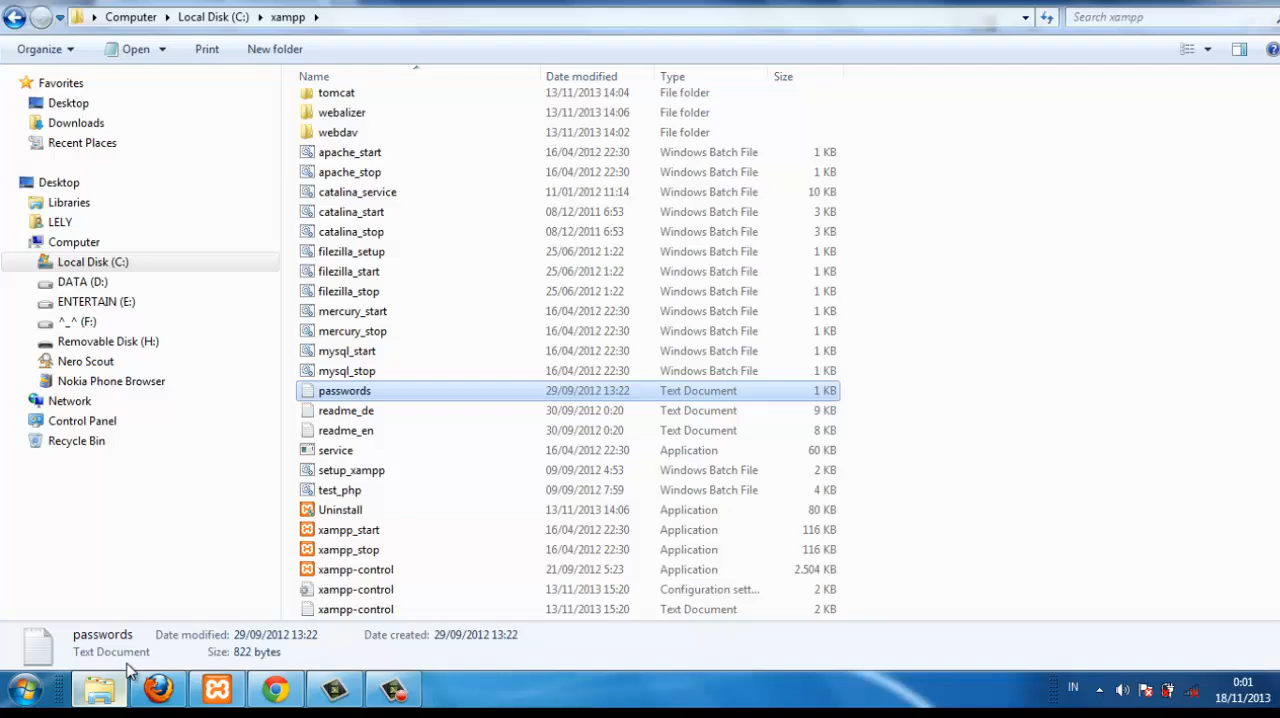 Computer Local Disk (C:) xampp Search xampp
Organize Open Print New folder
Name Date modified Type Size
Favorites
Desktop
Downloads
Recent Places
Desktop
Libraries
LELY
Computer
Local Disk (C:)
DATA (D:)
ENTERTAIN (E:)
^_^ (F:)
Removable Disk (H:)
Nero Scout
Nokia Phone Browser
Network
Control Panel
Recycle Bin
tomcat 13/11/2013 14:04 File folder
webalizer 13/11/2013 14:06 File folder
webdav 13/11/2013 14:02 File folder
apache_start 16/04/2012 22:30 Windows Batch File 1 KB
apache_stop 16/04/2012 22:30 Windows Batch File 1 KB
catalina_service 11/01/2012 11:14 Windows Batch File 10 KB
catalina_start 08/12/2011 6:53 Windows Batch File 3 KB
catalina_stop 08/12/2011 6:53 Windows Batch File 3 KB
filezilla_setup 25/06/2012 1:22 Windows Batch File 1 KB
filezilla_start 25/06/2012 1:22 Windows Batch File 1 KB
filezilla_stop 25/06/2012 1:22 Windows Batch File 1 KB
mercury_start 16/04/2012 22:30 Windows Batch File 1 KB
mercury_stop 16/04/2012 22:30 Windows Batch File 1 KB
mysql_start 16/04/2012 22:30 Windows Batch File 1 KB
mysql_stop 16/04/2012 22:30 Windows Batch File 1 KB
passwords 29/09/2012 13:22 Text Document 1 KB
readme_de 30/09/2012 0:20 Text Document 9 KB
readme_en 30/09/2012 0:20 Text Document 8 KB
service 16/04/2012 22:30 Application 60 KB
setup_xampp 09/09/2012 4:53 Windows Batch File 2 KB
test_php 09/09/2012 7:59 Windows Batch File 4 KB
Uninstall 13/11/2013 14:06 Application 80 KB
xampp_start 16/04/2012 22:30 Application 116 KB
xampp_stop 16/04/2012 22:30 Application 116 KB
xampp-control 21/09/2012 5:23 Application 2.504 KB
xampp-control 13/11/2013 15:20 Configuration sett... 2 KB
xampp-control 13/11/2013 15:20 Text Document 2 KB
passwords Date modified: 29/09/2012 13:22 Date created: 29/09/2012 13:22
Text Document Size: 822 bytes
IN 0:01
18/11/2013